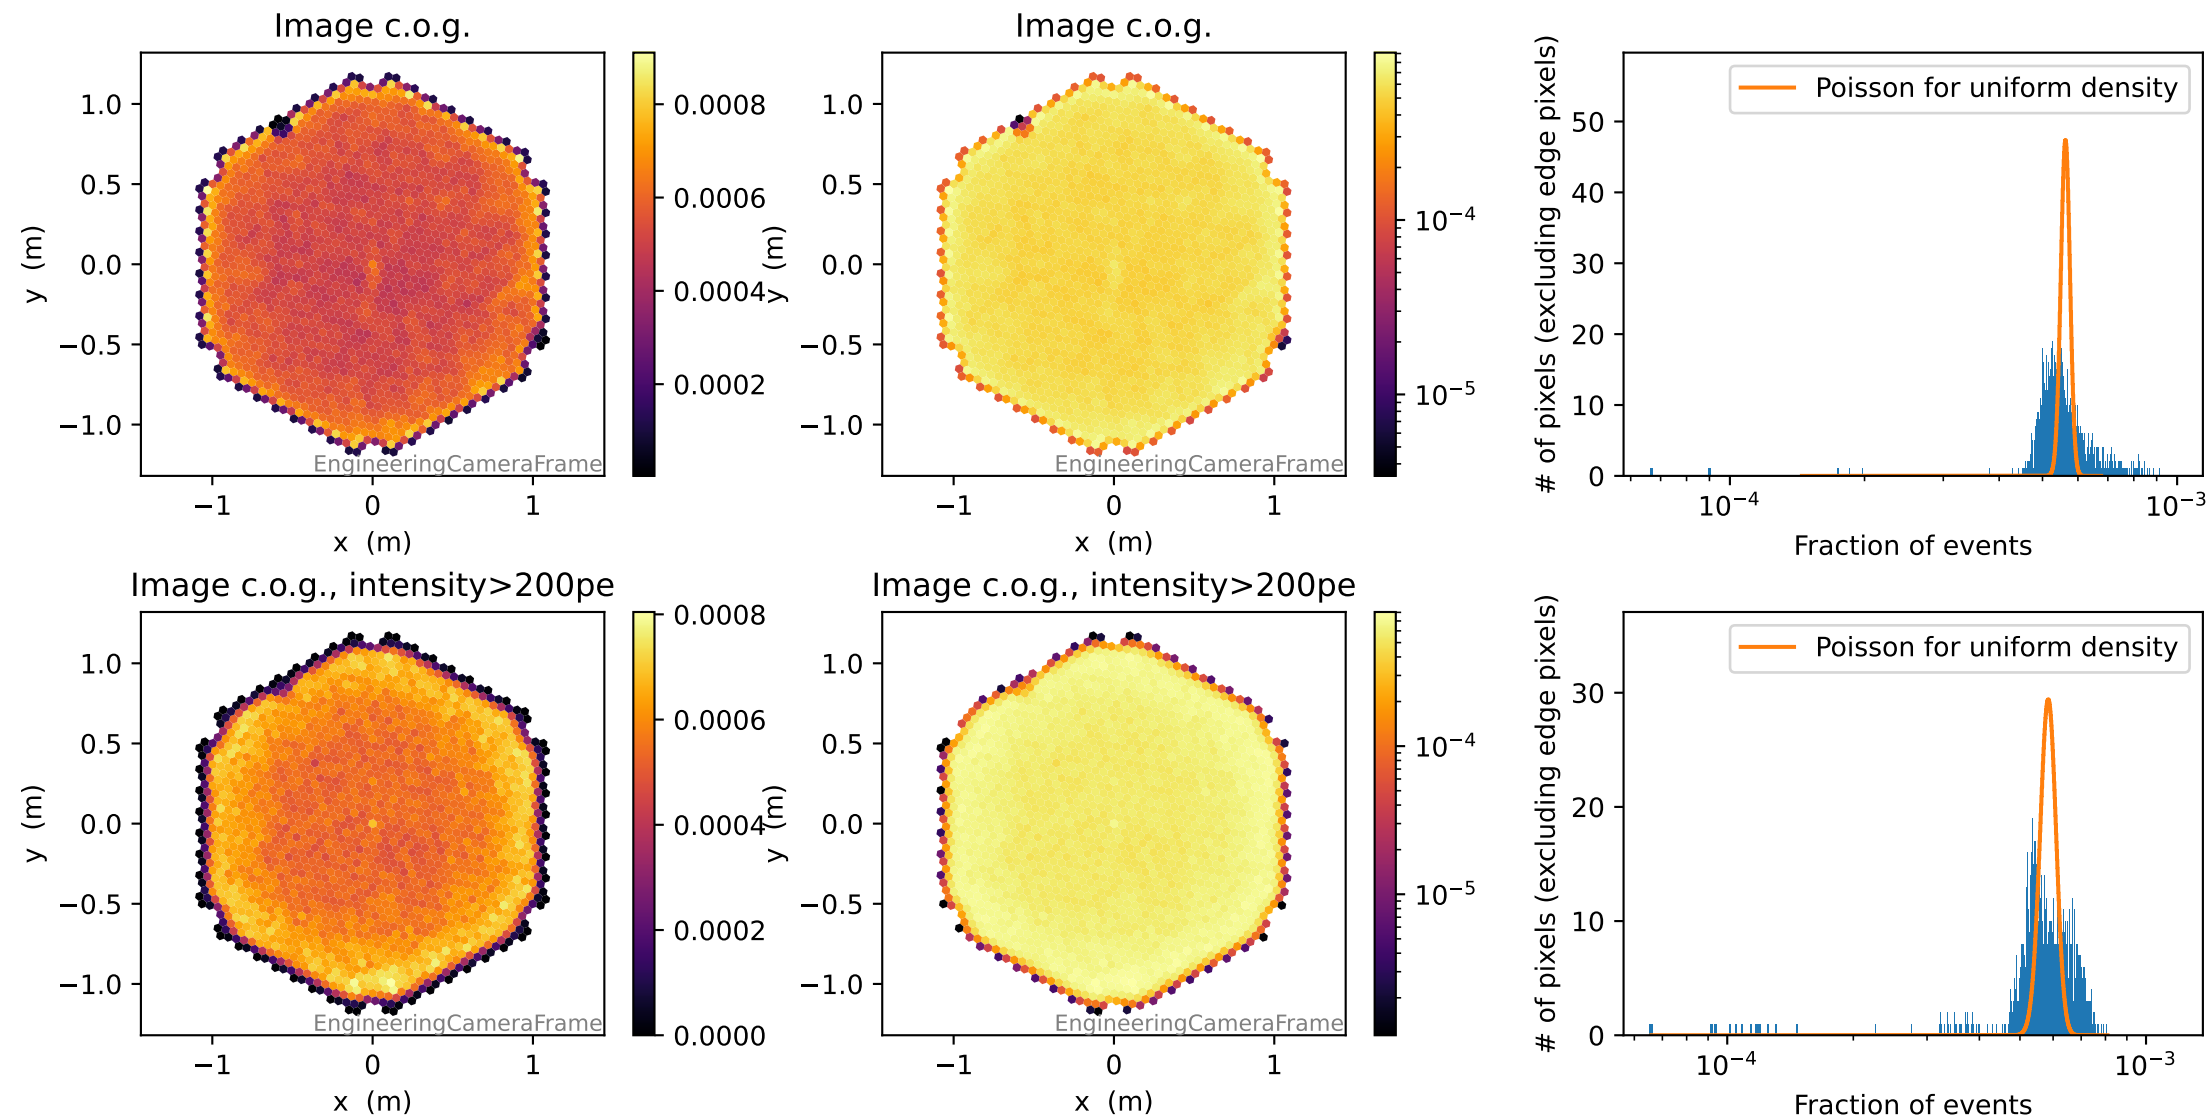 Image c.o.g.
1.0
0.5
0.0
−0.5
−1.0
y (m)
−1
0
1
x (m)
EngineeringCameraFrame
0.0008
0.0006
0.0004
0.0002
Image c.o.g.
1.0
0.5
0.0
−0.5
−1.0
y (m)
−1
0
1
x (m)
EngineeringCameraFrame
10⁻⁴
10⁻⁵
Poisson for uniform density
50
40
30
20
10
0
# of pixels (excluding edge pixels)
10⁻⁴
10⁻³
Fraction of events
Image c.o.g., intensity>200pe
1.0
0.5
0.0
−0.5
−1.0
y (m)
−1
0
1
x (m)
EngineeringCameraFrame
0.0008
0.0006
0.0004
0.0002
0.0000
Image c.o.g., intensity>200pe
1.0
0.5
0.0
−0.5
−1.0
y (m)
−1
0
1
x (m)
EngineeringCameraFrame
10⁻⁴
10⁻⁵
Poisson for uniform density
30
20
10
0
# of pixels (excluding edge pixels)
10⁻⁴
10⁻³
Fraction of events